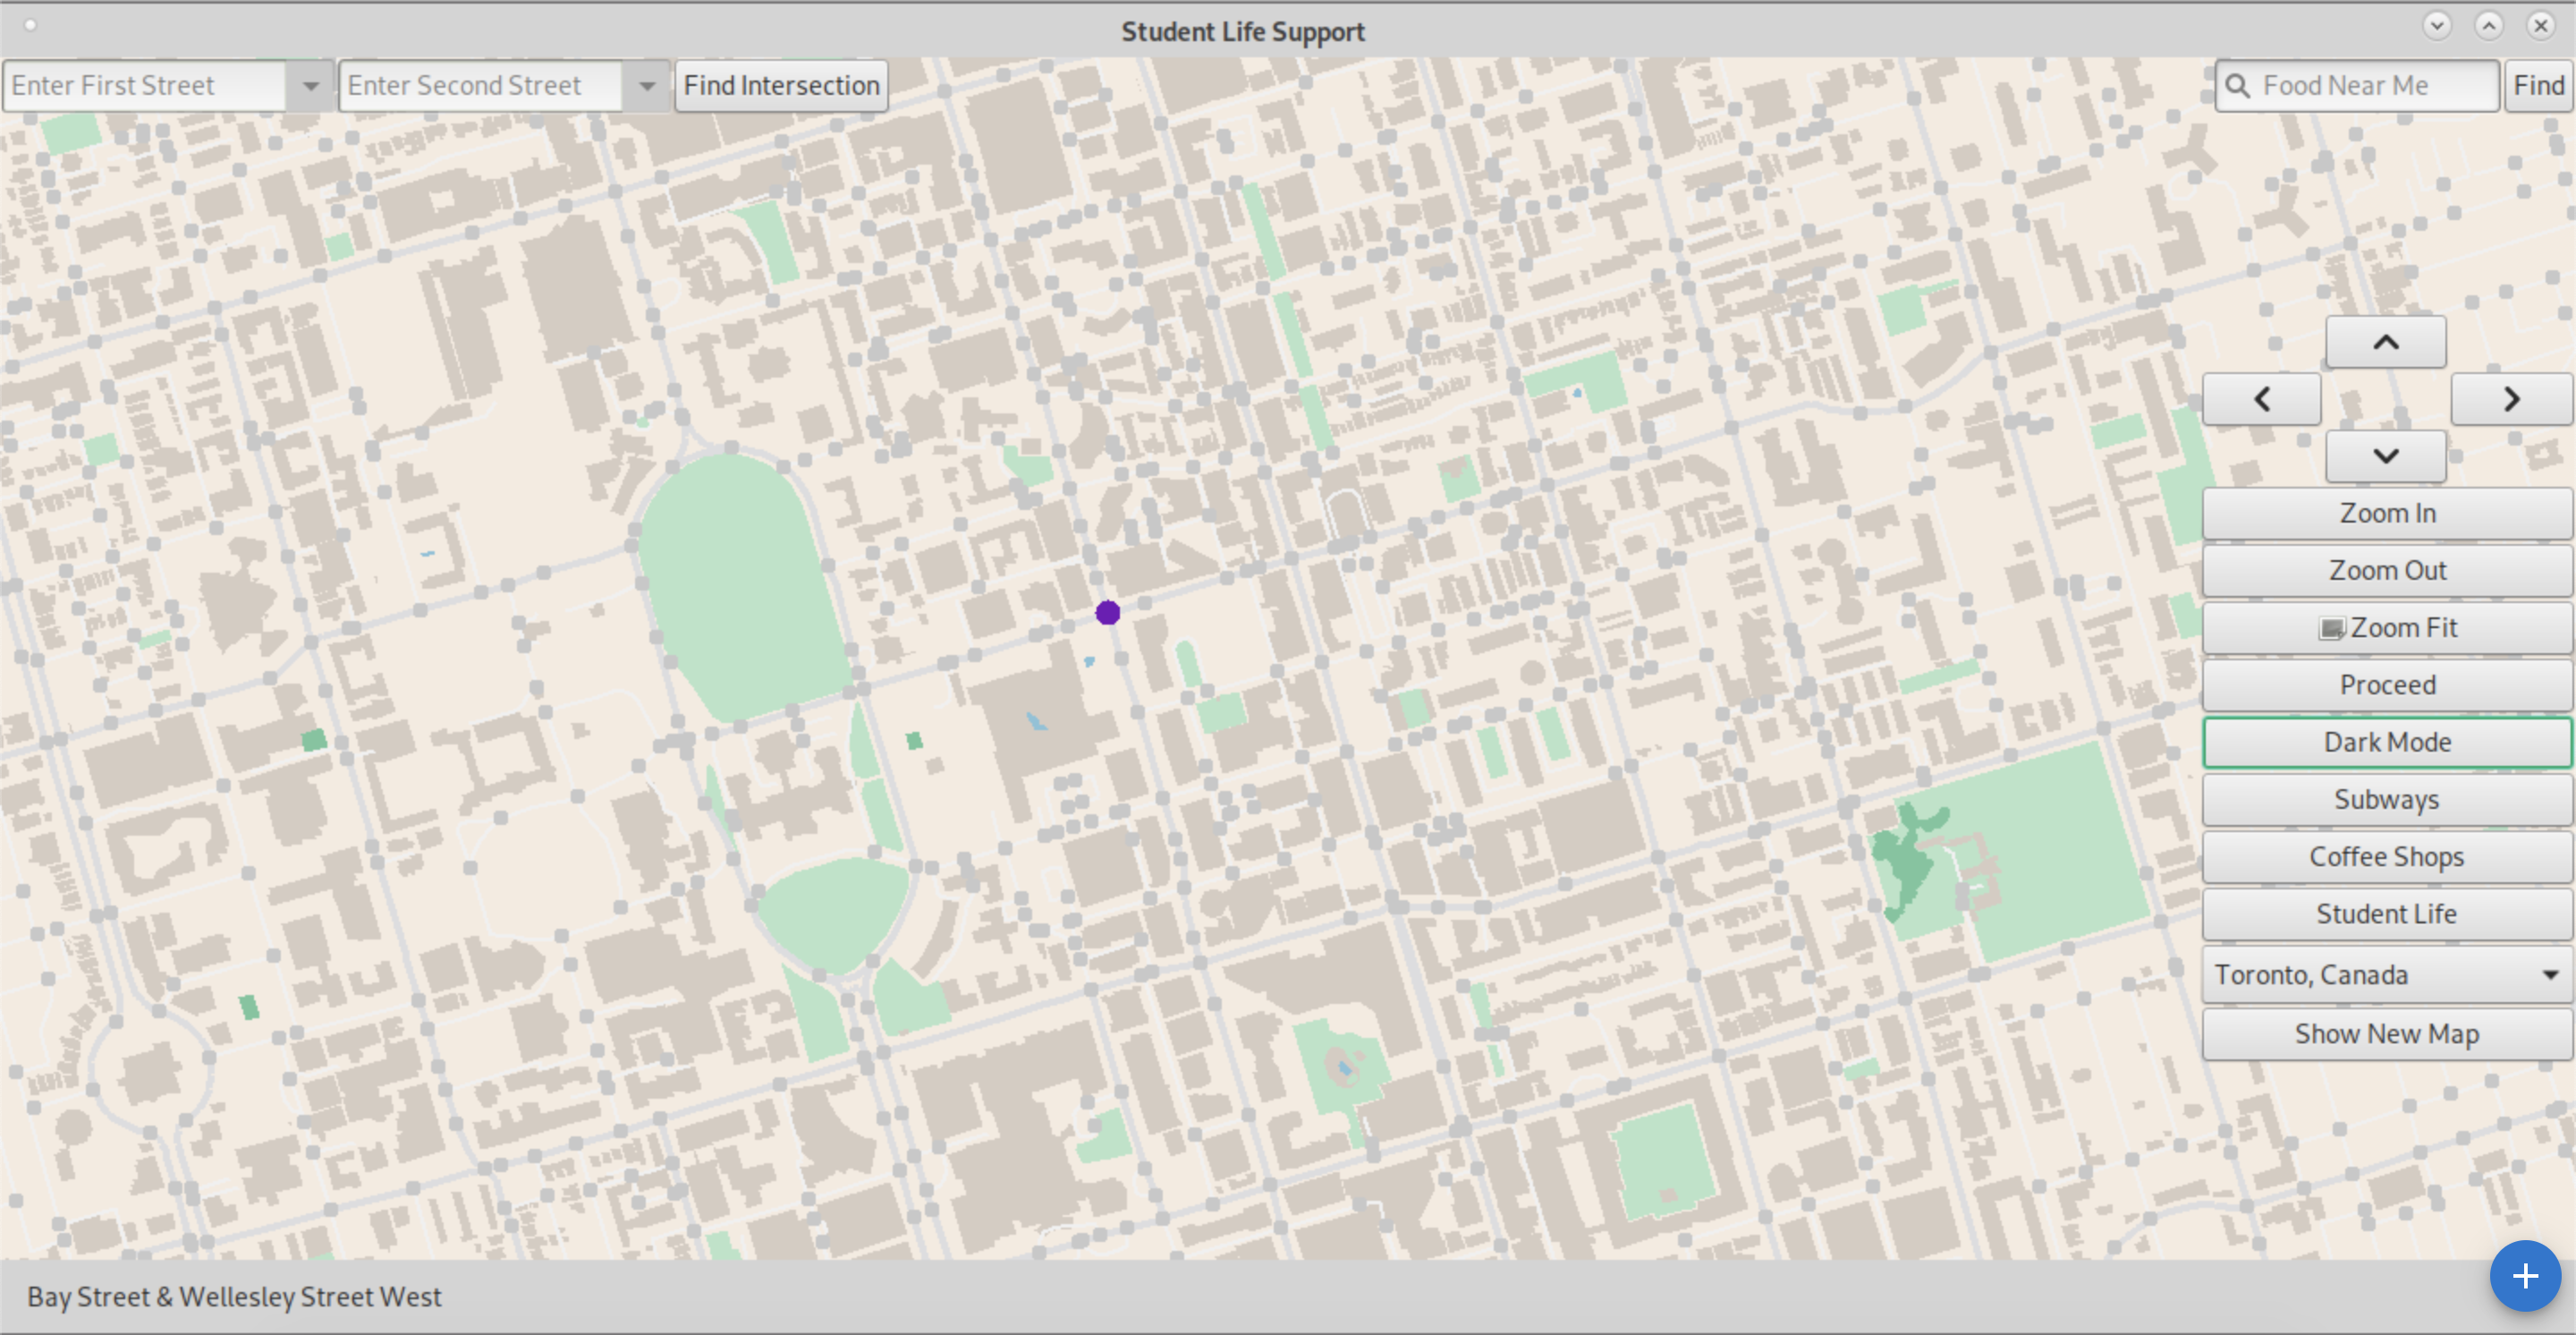 Student Life Support
Enter First Street
Enter Second Street
Find Intersection
Food Near Me
Find
Zoom In
Zoom Out
Zoom Fit
Proceed
Dark Mode
Subways
Coffee Shops
Student Life
Toronto, Canada
Show New Map
Bay Street & Wellesley Street West